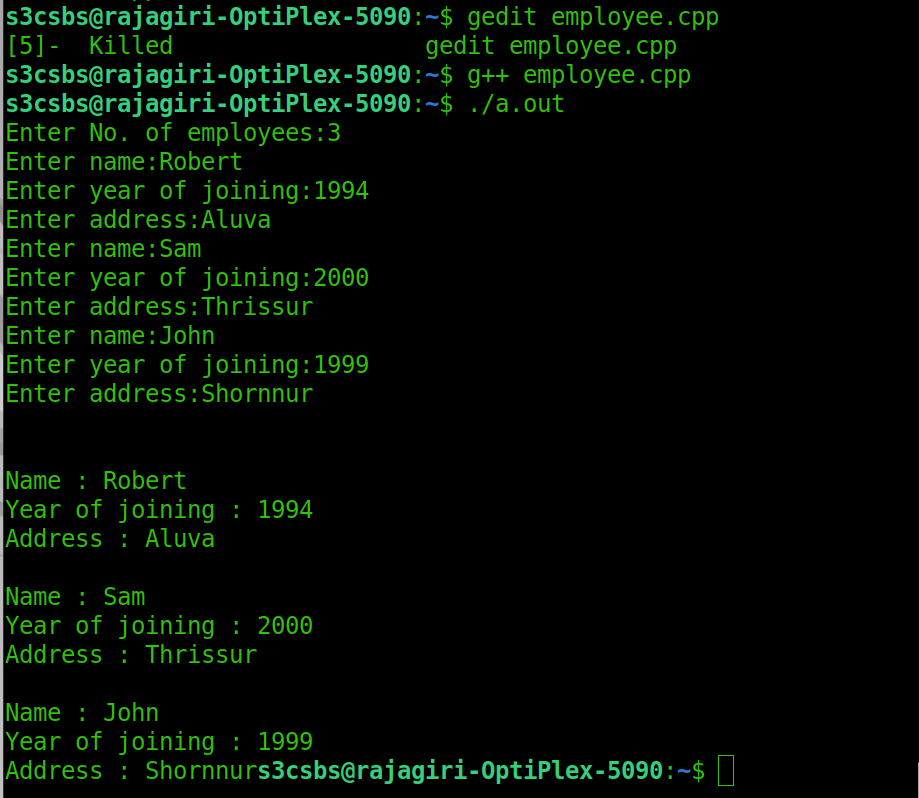 s3csbs@rajagiri-OptiPlex-5090:~$ gedit employee.cpp
[5]-  Killed                  gedit employee.cpp
s3csbs@rajagiri-OptiPlex-5090:~$ g++ employee.cpp
s3csbs@rajagiri-OptiPlex-5090:~$ ./a.out
Enter No. of employees:3
Enter name:Robert
Enter year of joining:1994
Enter address:Aluva
Enter name:Sam
Enter year of joining:2000
Enter address:Thrissur
Enter name:John
Enter year of joining:1999
Enter address:Shornnur
Name : Robert
Year of joining : 1994
Address : Aluva
Name : Sam
Year of joining : 2000
Address : Thrissur
Name : John
Year of joining : 1999
Address : Shornnurs3csbs@rajagiri-OptiPlex-5090:~$